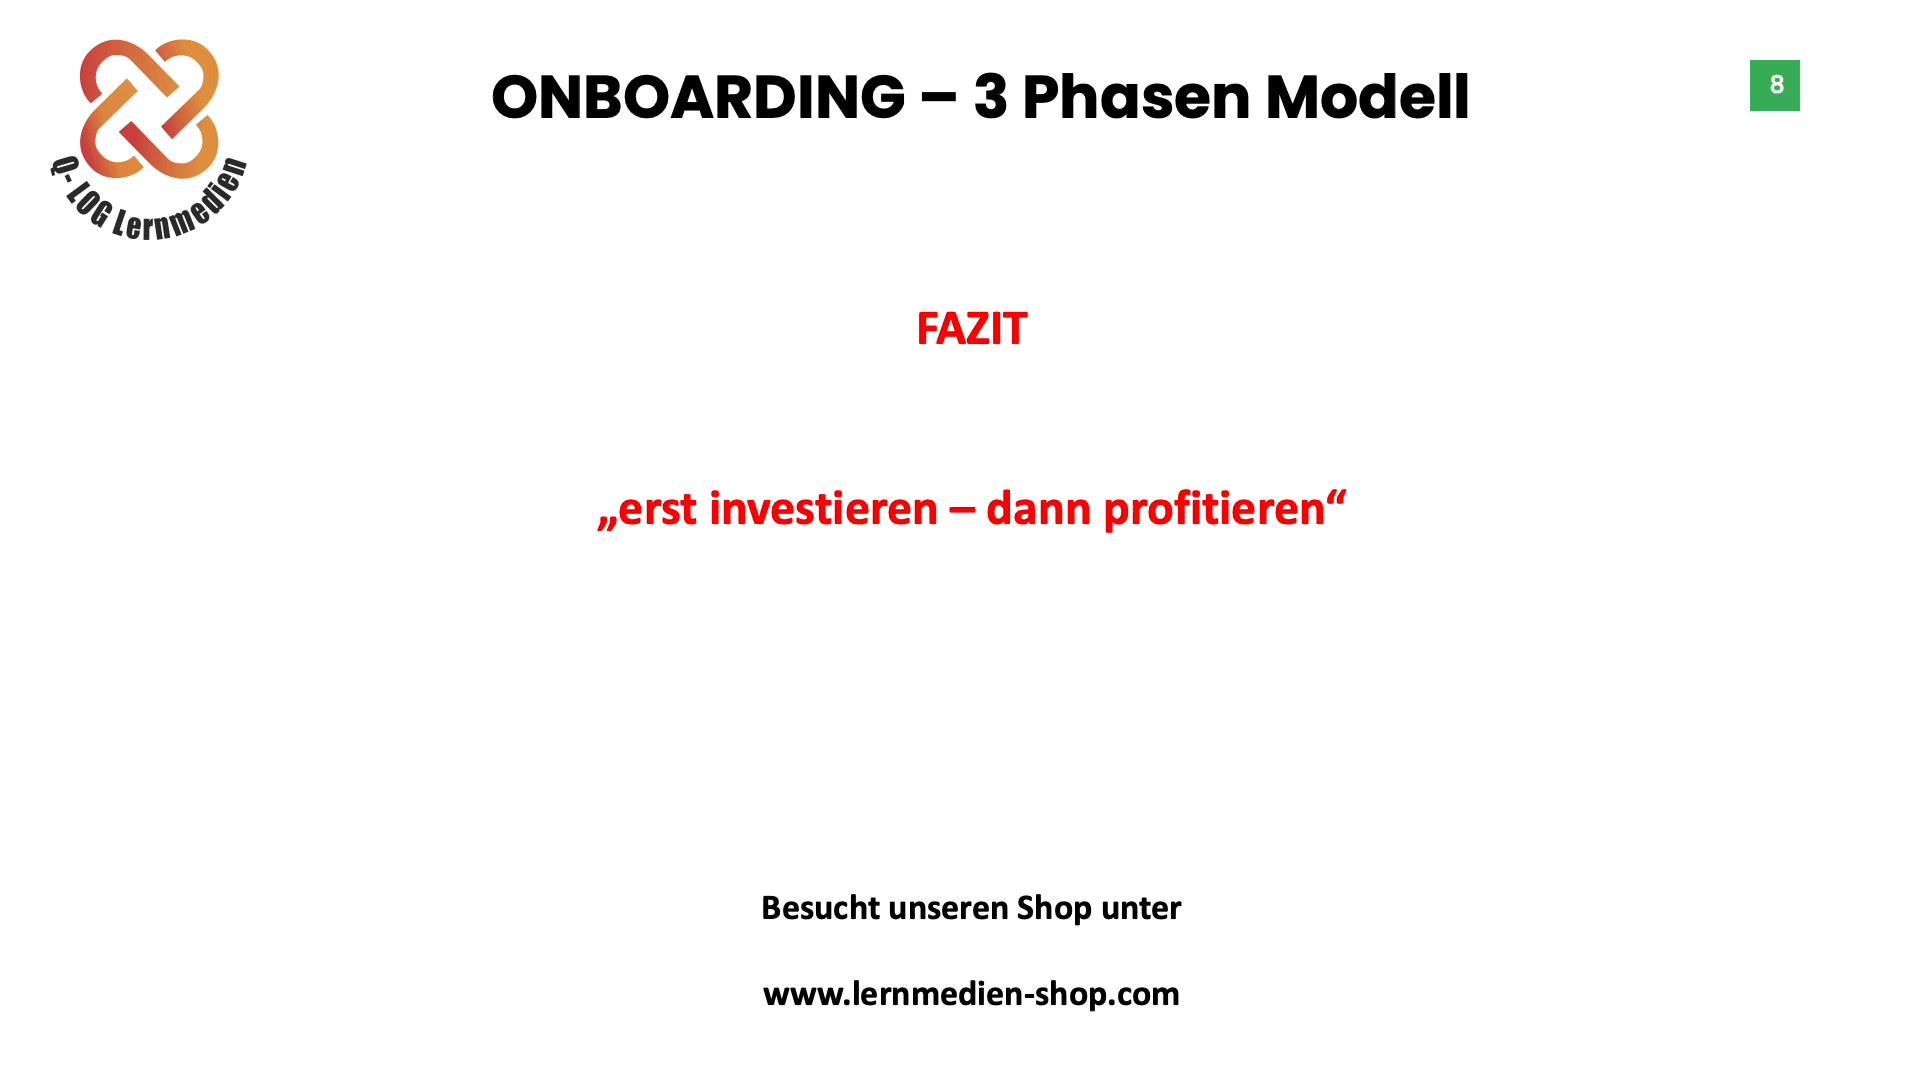 ONBOARDING – 3 Phasen Modell
8
Q-LOG Lernmedien
FAZIT
„erst investieren – dann profitieren“
Besucht unseren Shop unter
www.lernmedien-shop.com